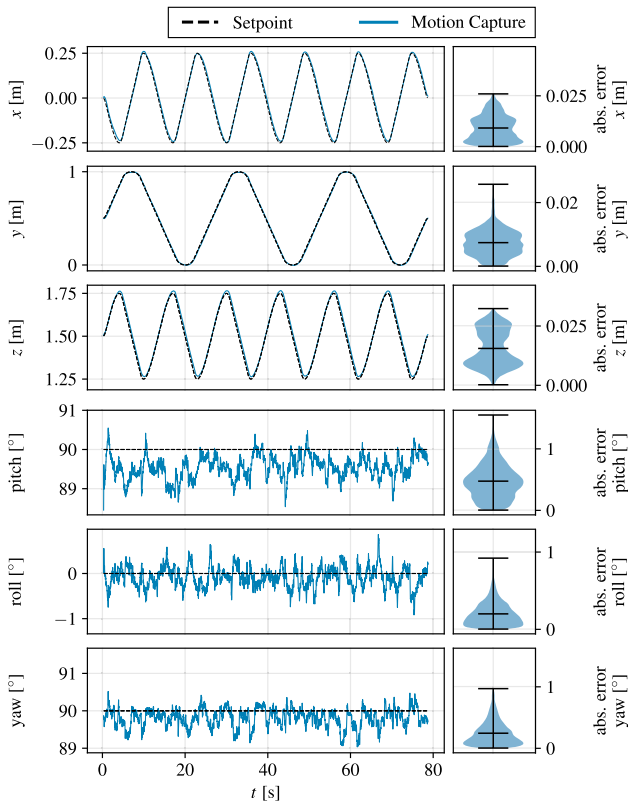 Setpoint
Motion Capture
x [m]
0.25
0.00
−0.25
0.025
0.000
abs. error
x [m]
y [m]
1
0
0.02
0.00
abs. error
y [m]
z [m]
1.75
1.50
1.25
0.025
0.000
abs. error
z [m]
pitch [°]
91
90
89
1
0
abs. error
pitch [°]
roll [°]
0
−1
1
0
abs. error
roll [°]
yaw [°]
91
90
89
1
0
abs. error
yaw [°]
0
20
40
60
80
t [s]